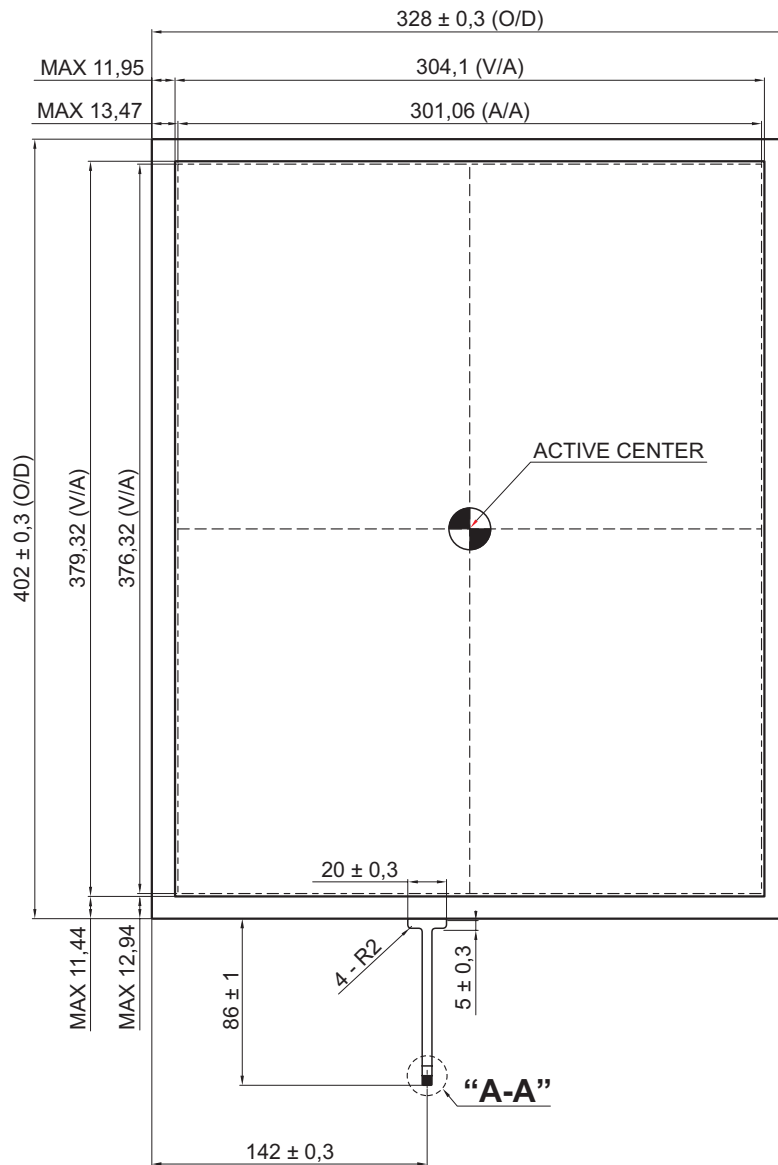 328 ± 0,3 (O/D)
MAX 11,95
304,1 (V/A)
MAX 13,47
301,06 (A/A)
402 ± 0,3 (O/D)
379,32 (V/A)
376,32 (V/A)
ACTIVE CENTER
20 ± 0,3
MAX 11,44
MAX 12,94
86 ± 1
4 - R2
5 ± 0,3
“A-A”
142 ± 0,3